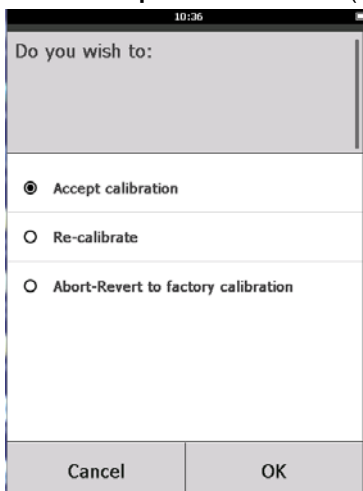 10:36
Do you wish to:
Accept calibration
Re-calibrate
Abort-Revert to factory calibration
Cancel OK